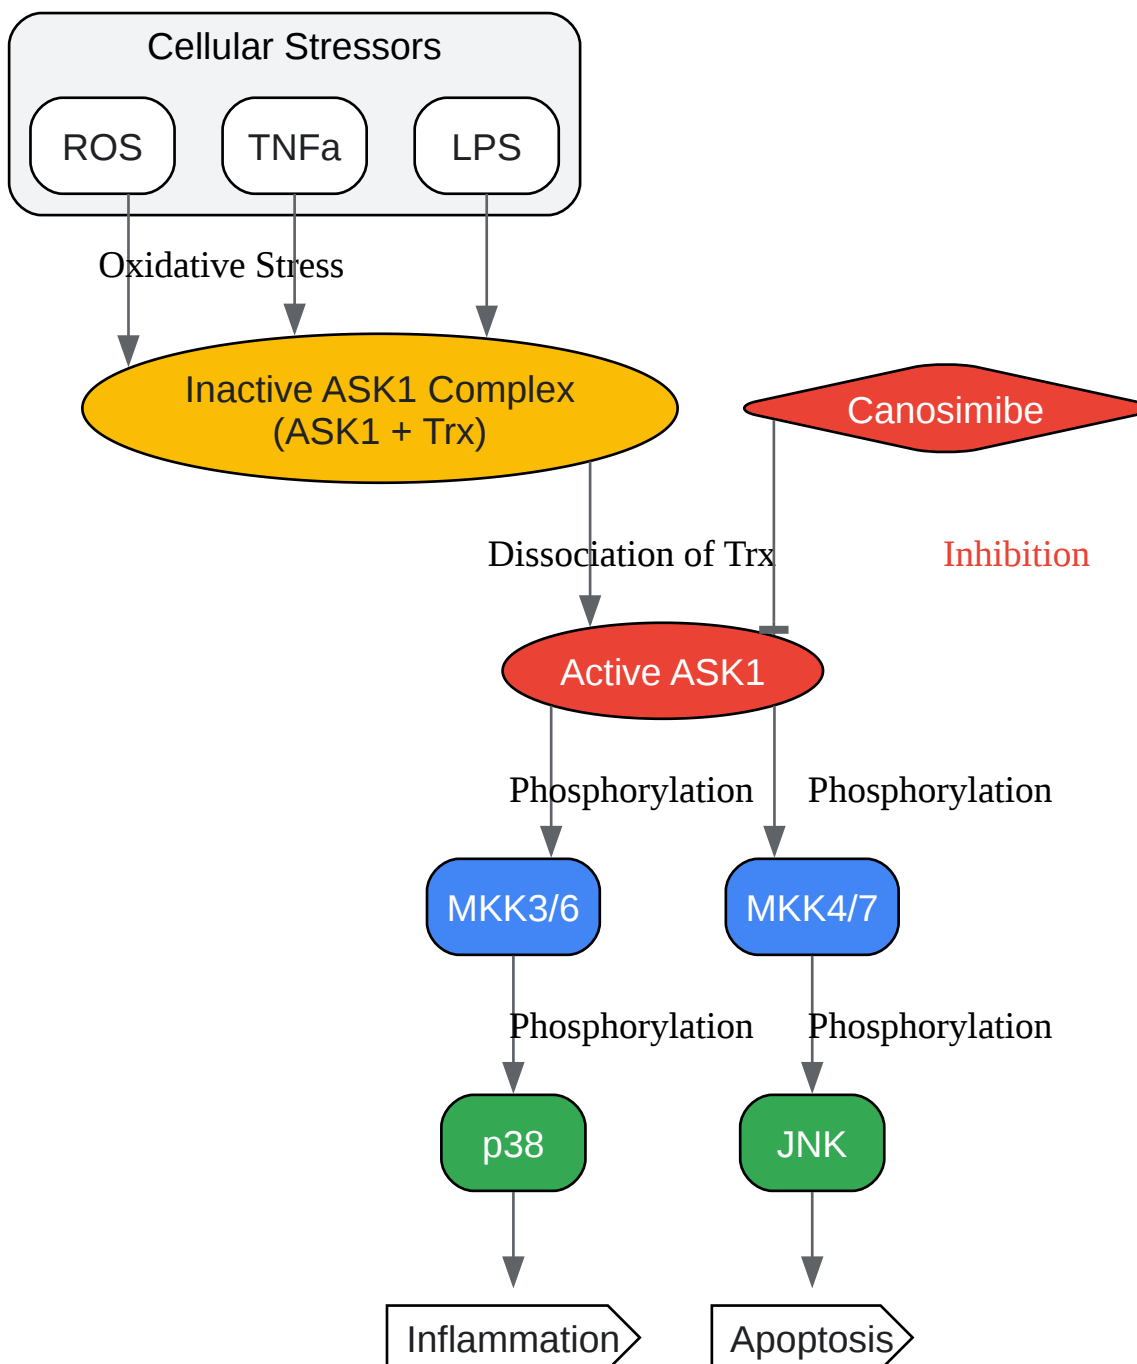 Cellular Stressors
ROS
TNFa
LPS
Oxidative Stress
Inactive ASK1 Complex
(ASK1 + Trx)
Canosimibe
Dissociation of Trx
Inhibition
Active ASK1
Phosphorylation
Phosphorylation
MKK3/6
MKK4/7
Phosphorylation
Phosphorylation
p38
JNK
Inflammation
Apoptosis